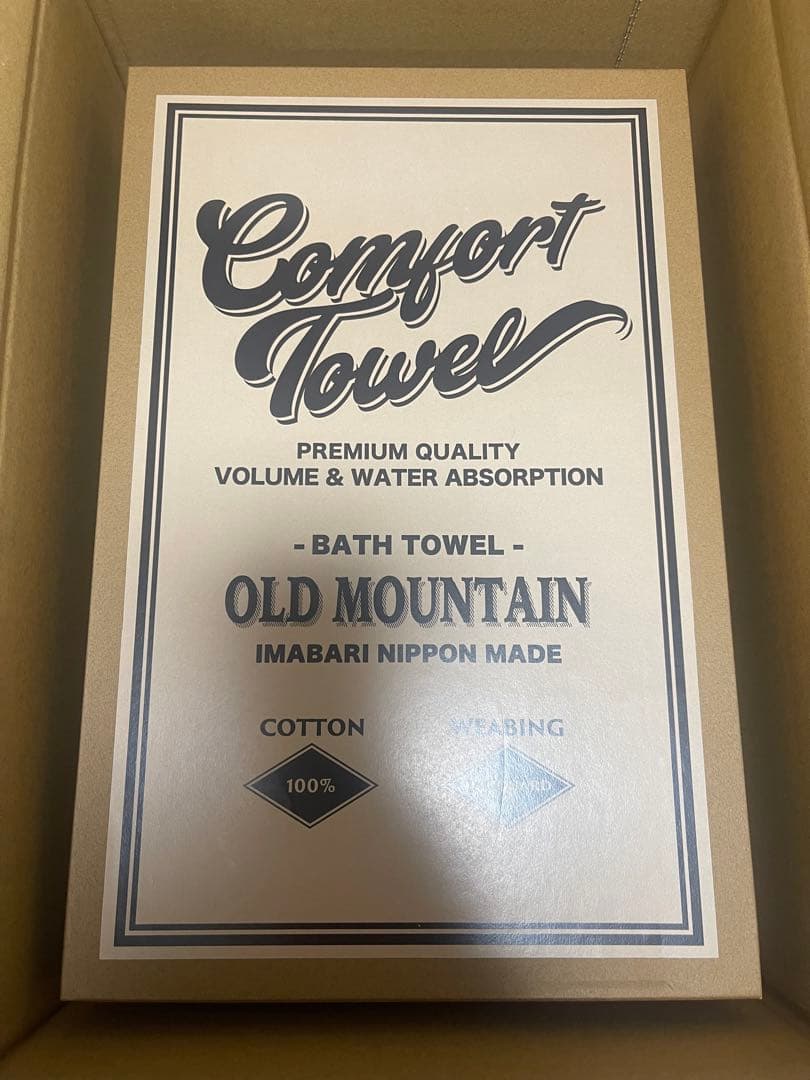 Comfort
Towel
PREMIUM QUALITY
VOLUME & WATER ABSORPTION
- BATH TOWEL -
OLD MOUNTAIN
IMABARI NIPPON MADE
COTTON
WEABING
100%